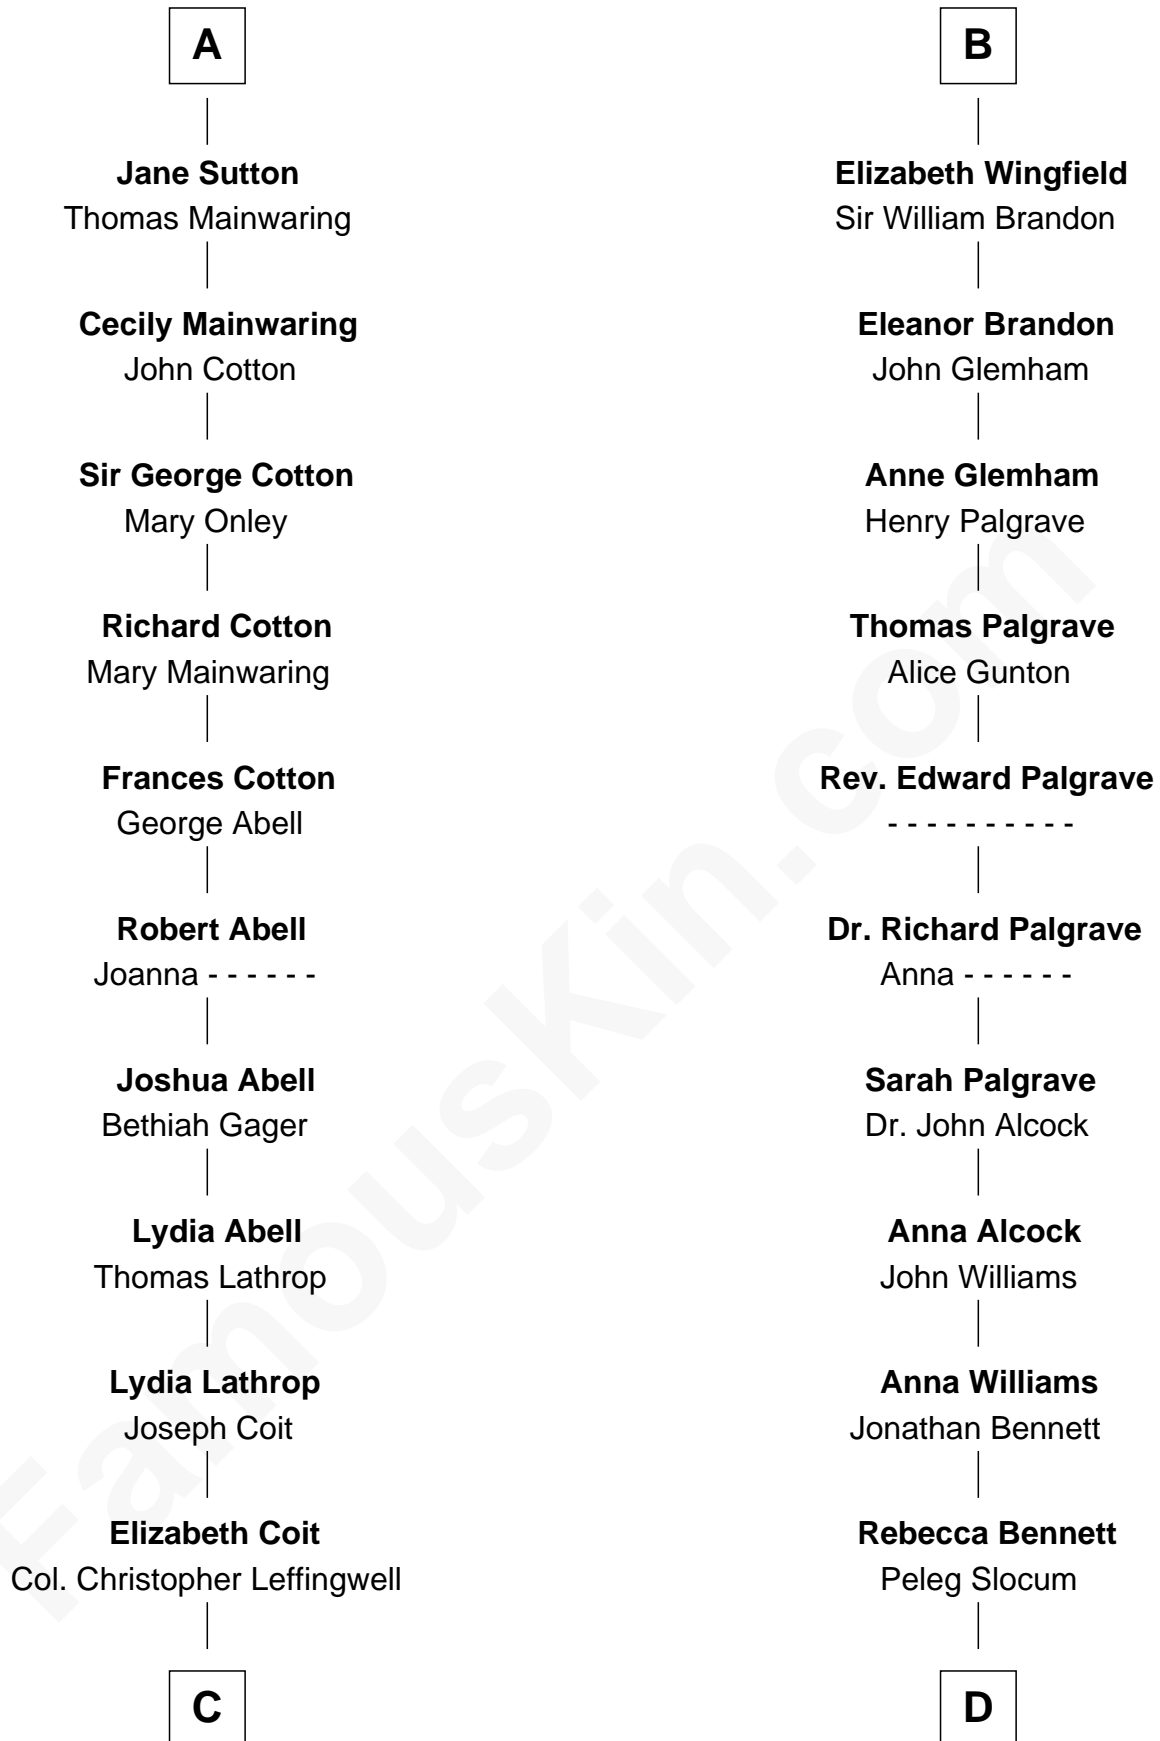 A
Jane Sutton
Thomas Mainwaring
Cecily Mainwaring
John Cotton
Sir George Cotton
Mary Onley
Richard Cotton
Mary Mainwaring
Frances Cotton
George Abell
Robert Abell
Joanna - - - - - -
Joshua Abell
Bethiah Gager
Lydia Abell
Thomas Lathrop
Lydia Lathrop
Joseph Coit
Elizabeth Coit
Col. Christopher Leffingwell
C
B
Elizabeth Wingfield
Sir William Brandon
Eleanor Brandon
John Glemham
Anne Glemham
Henry Palgrave
Thomas Palgrave
Alice Gunton
Rev. Edward Palgrave
- - - - - - - - - -
Dr. Richard Palgrave
Anna - - - - - -
Sarah Palgrave
Dr. John Alcock
Anna Alcock
John Williams
Anna Williams
Jonathan Bennett
Rebecca Bennett
Peleg Slocum
D
FamousKin.com